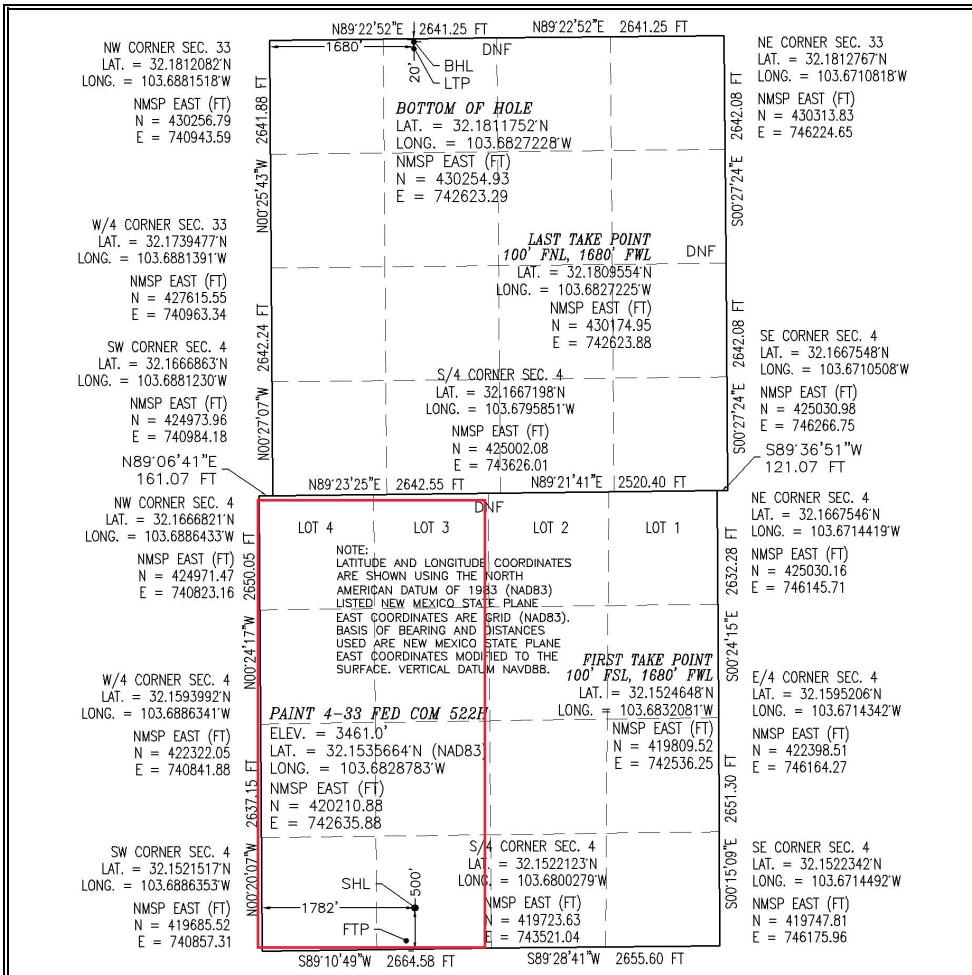 N89°22'52"E 2641.25 FT
N89°22'52"E 2641.25 FT
1680'
20'
DNF
BHL
LTP
NW CORNER SEC. 33
LAT. = 32.1812082°N
LONG. = 103.6881518°W
NMSP EAST (FT)
N = 430256.79
E = 740943.59
N00°25'43"W 2641.88 FT
BOTTOM OF HOLE
LAT. = 32.1811752°N
LONG. = 103.6827228°W
NMSP EAST (FT)
N = 430254.93
E = 742623.29
NE CORNER SEC. 33
LAT. = 32.1812767°N
LONG. = 103.6710818°W
NMSP EAST (FT)
N = 430313.83
E = 746224.65
S00°27'24"E 2642.08 FT
W/4 CORNER SEC. 33
LAT. = 32.1739477°N
LONG. = 103.6881391°W
NMSP EAST (FT)
N = 427615.55
E = 740963.34
LAST TAKE POINT
100' FNL, 1680' FWL
LAT. = 32.1809554°N
LONG. = 103.6827225°W
NMSP EAST (FT)
N = 430174.95
E = 742623.88
DNF
SW CORNER SEC. 4
LAT. = 32.1666863°N
LONG. = 103.6881230°W
NMSP EAST (FT)
N = 424973.96
E = 740984.18
N00°27'07"W 2642.24 FT
S/4 CORNER SEC. 4
LAT. = 32.1667198°N
LONG. = 103.6795851°W
NMSP EAST (FT)
N = 425002.08
E = 743626.01
S00°27'24"E 2642.08 FT
SE CORNER SEC. 4
LAT. = 32.1667548°N
LONG. = 103.6710508°W
NMSP EAST (FT)
N = 425030.98
E = 746266.75
N89°06'41"E
161.07 FT
S89°36'51"W
121.07 FT
N89°23'25"E 2642.55 FT
N89°21'41"E 2520.40 FT
DNF
LOT 4
LOT 3
LOT 2
LOT 1
NW CORNER SEC. 4
LAT. = 32.1666821°N
LONG. = 103.6886433°W
NMSP EAST (FT)
N = 424971.47
E = 740823.16
N00°24'17"W 2650.05 FT
NOTE:
LATITUDE AND LONGITUDE COORDINATES
ARE SHOWN USING THE NORTH
AMERICAN DATUM OF 1983 (NAD83)
LISTED NEW MEXICO STATE PLANE
EAST COORDINATES ARE GRID (NAD83).
BASIS OF BEARING AND DISTANCES
USED ARE NEW MEXICO STATE PLANE
EAST COORDINATES MODIFIED TO THE
SURFACE. VERTICAL DATUM NAVD88.
NE CORNER SEC. 4
LAT. = 32.1667546°N
LONG. = 103.6714419°W
NMSP EAST (FT)
N = 425030.16
E = 746145.71
S00°24'15"E 2632.28 FT
W/4 CORNER SEC. 4
LAT. = 32.1593992°N
LONG. = 103.6886341°W
NMSP EAST (FT)
N = 422322.05
E = 740841.88
FIRST TAKE POINT
100' FSL, 1680' FWL
LAT. = 32.1524648°N
LONG. = 103.6832081°W
NMSP EAST (FT)
N = 419809.52
E = 742536.25
E/4 CORNER SEC. 4
LAT. = 32.1595206°N
LONG. = 103.6714342°W
NMSP EAST (FT)
N = 422398.51
E = 746164.27
PAINT 4-33 FED COM 522H
ELEV. = 3461.0'
LAT. = 32.1535664°N (NAD83)
LONG. = 103.6828783°W
NMSP EAST (FT)
N = 420210.88
E = 742635.88
N00°20'07"W 2637.15 FT
S00°15'09"E 2651.30 FT
SW CORNER SEC. 4
LAT. = 32.1521517°N
LONG. = 103.6886353°W
NMSP EAST (FT)
N = 419685.52
E = 740857.31
SHL
1782'
500'
FTP
S/4 CORNER SEC. 4
LAT. = 32.1522123°N
LONG. = 103.6800279°W
NMSP EAST (FT)
N = 419723.63
E = 743521.04
SE CORNER SEC. 4
LAT. = 32.1522342°N
LONG. = 103.6714492°W
NMSP EAST (FT)
N = 419747.81
E = 746175.96
S89°10'49"W 2664.58 FT
S89°28'41"W 2655.60 FT